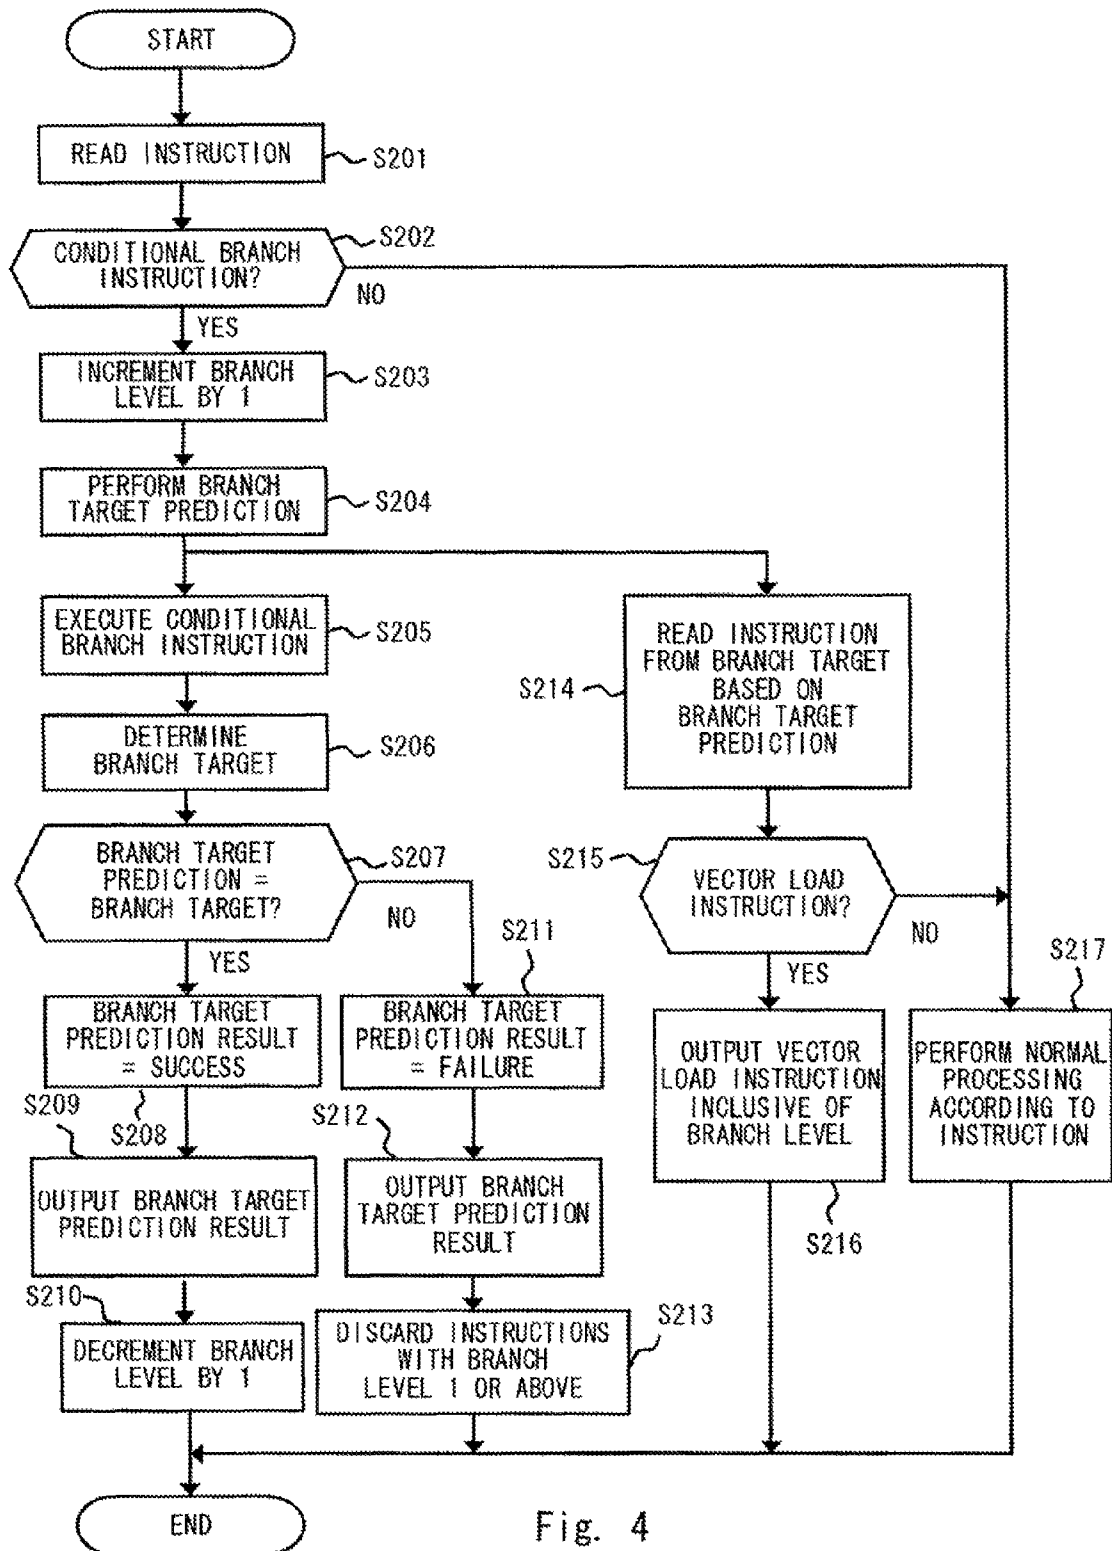 START
READ INSTRUCTION
S201
CONDITIONAL BRANCH
INSTRUCTION?
S202
NO
YES
INCREMENT BRANCH
LEVEL BY 1
S203
PERFORM BRANCH
TARGET PREDICTION
S204
EXECUTE CONDITIONAL
BRANCH INSTRUCTION
S205
READ INSTRUCTION
FROM BRANCH TARGET
BASED ON
BRANCH TARGET
PREDICTION
S214
DETERMINE
BRANCH TARGET
S206
BRANCH TARGET
PREDICTION =
BRANCH TARGET?
S207
NO
YES
S215
VECTOR LOAD
INSTRUCTION?
NO
YES
S211
S217
BRANCH TARGET
PREDICTION RESULT
= SUCCESS
S208
BRANCH TARGET
PREDICTION RESULT
= FAILURE
OUTPUT VECTOR
LOAD INSTRUCTION
INCLUSIVE OF
BRANCH LEVEL
S216
PERFORM NORMAL
PROCESSING
ACCORDING TO
INSTRUCTION
S209
OUTPUT BRANCH TARGET
PREDICTION RESULT
S212
OUTPUT BRANCH
TARGET PREDICTION
RESULT
S210
DECREMENT BRANCH
LEVEL BY 1
DISCARD INSTRUCTIONS
WITH BRANCH
LEVEL 1 OR ABOVE
S213
END
Fig. 4